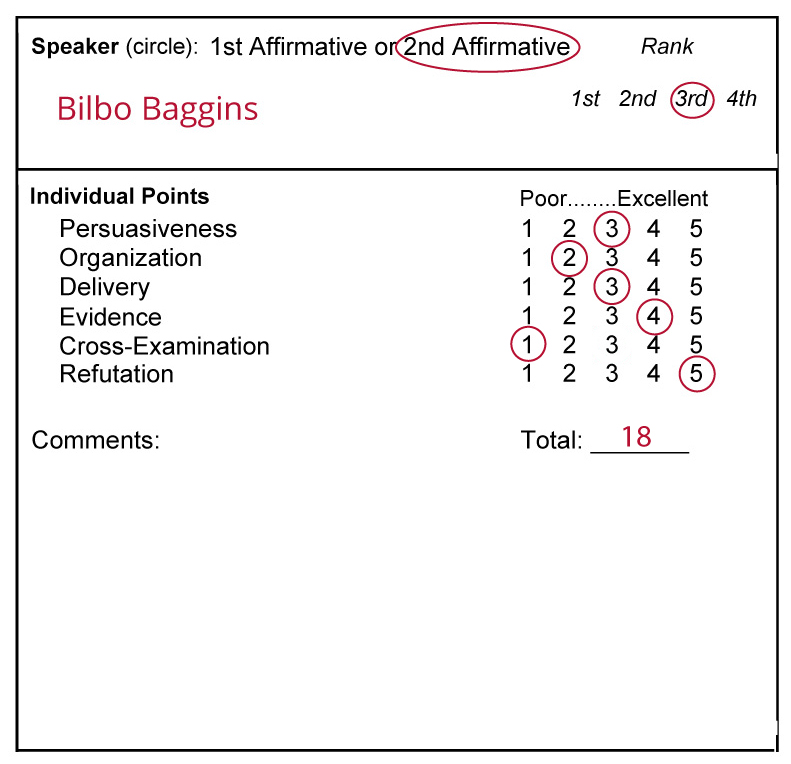 Speaker (circle): 1st Affirmative or 2nd Affirmative Rank
Bilbo Baggins 1st 2nd 3rd 4th
Individual Points Poor........Excellent
Persuasiveness 1 2 3 4 5
Organization 1 2 3 4 5
Delivery 1 2 3 4 5
Evidence 1 2 3 4 5
Cross-Examination 1 2 3 4 5
Refutation 1 2 3 4 5
Comments: Total: 18